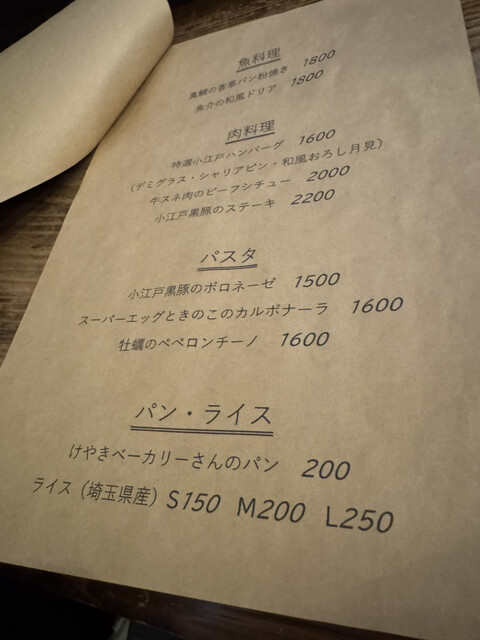 魚料理
真鯛の香草パン粉焼き 1800
魚介の和風ドリア 1800
肉料理
特選小江戸ハンバーグ 1600
(デミグラス・シャリアピン・和風おろし月見)
牛スネ肉のビーフシチュー 2000
小江戸黒豚のステーキ 2200
パスタ
小江戸黒豚のボロネーゼ 1500
スーパーエッグときのこのカルボナーラ 1600
牡蠣のペペロンチーノ 1600
パン・ライス
けやきベーカリーさんのパン 200
ライス (埼玉県産) S150 M200 L250